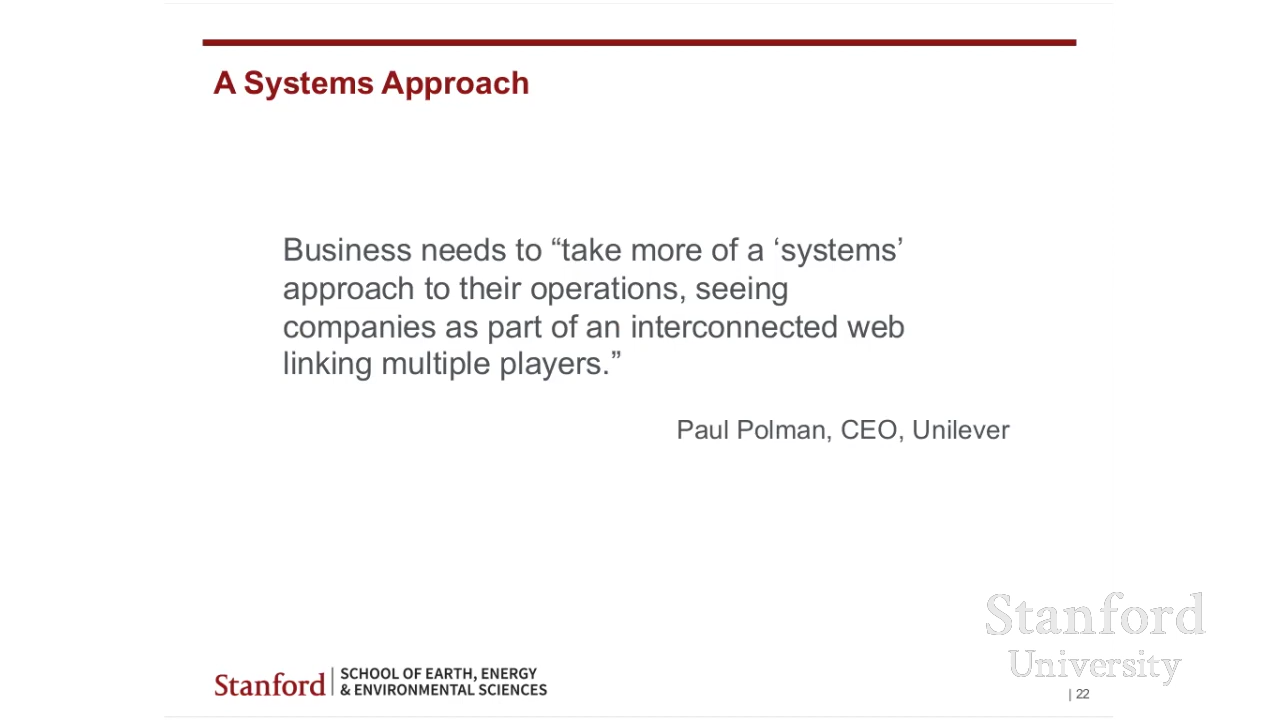 A Systems Approach
Business needs to “take more of a ‘systems’
approach to their operations, seeing
companies as part of an interconnected web
linking multiple players.”
Paul Polman, CEO, Unilever
Stanford
University
Stanford | SCHOOL OF EARTH, ENERGY
& ENVIRONMENTAL SCIENCES
| 22